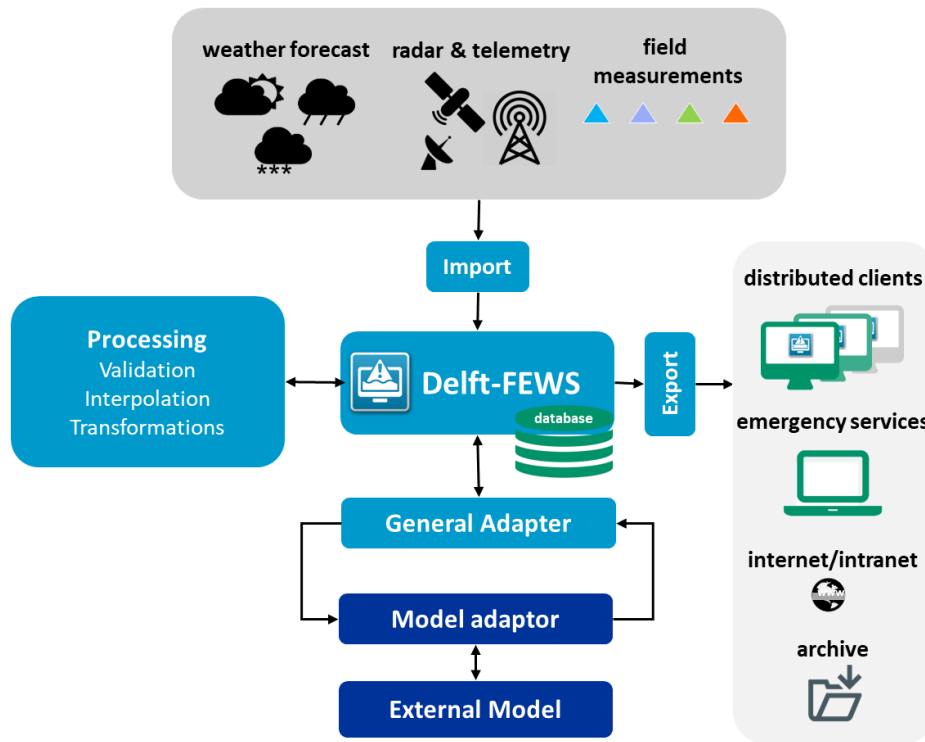 weather forecast
radar & telemetry
field
measurements
***
Import
distributed clients
Processing
Validation
Interpolation
Transformations
Delft-FEWS
database
Export
emergency services
General Adapter
internet/intranet
www
Model adaptor
archive
External Model